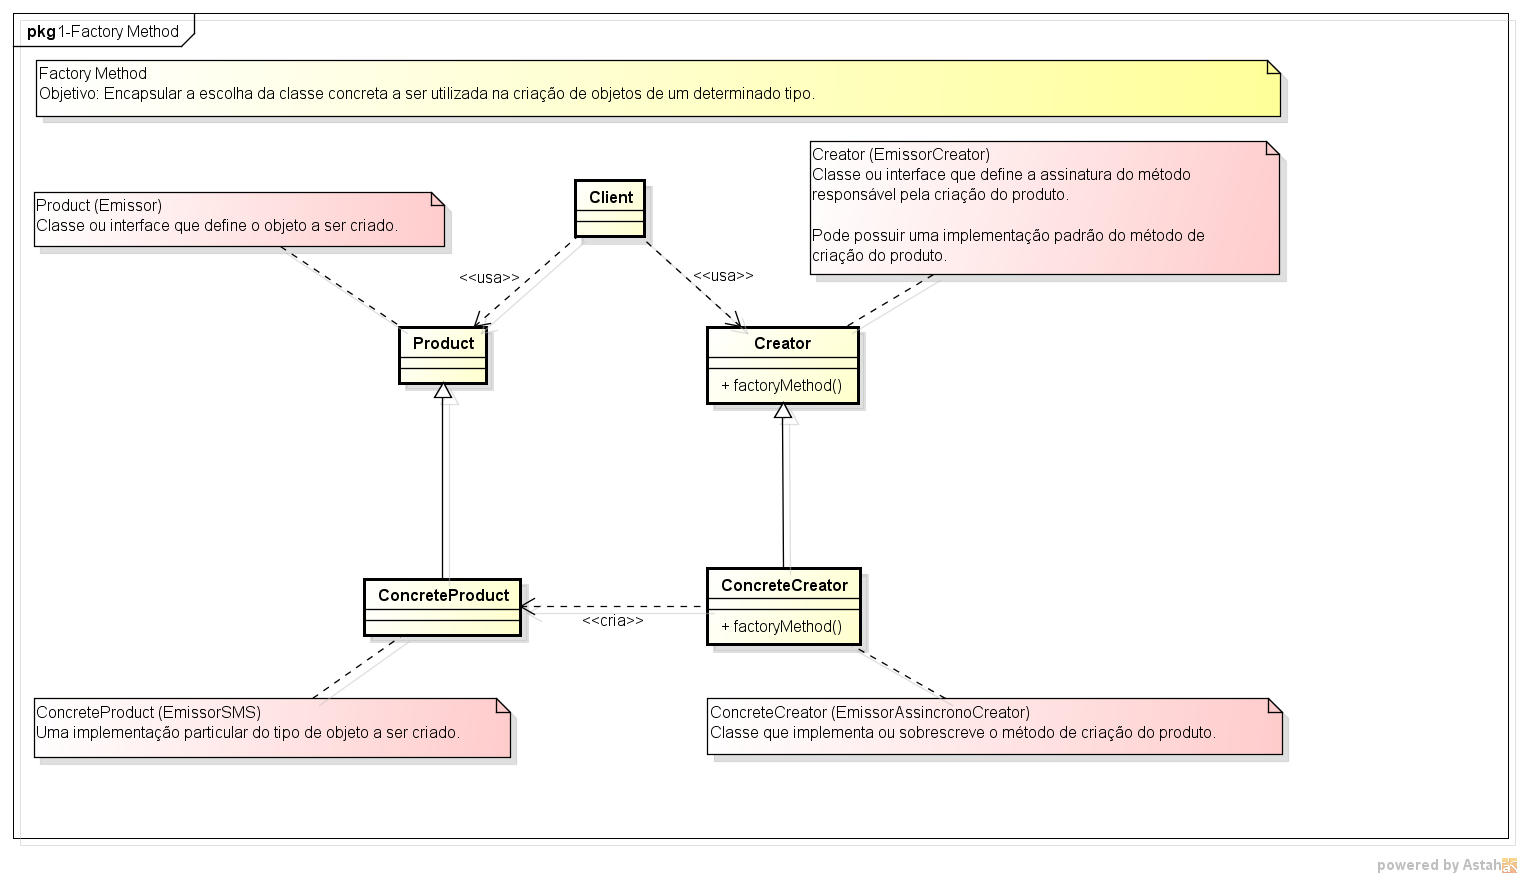 pkg 1-Factory Method
Factory Method
Objetivo: Encapsular a escolha da classe concreta a ser utilizada na criação de objetos de um determinado tipo.
Creator (EmissorCreator)
Classe ou interface que define a assinatura do método
responsável pela criação do produto.
Pode possuir uma implementação padrão do método de
criação do produto.
Product (Emissor)
Classe ou interface que define o objeto a ser criado.
Client
<<usa>>
<<usa>>
Product
Creator
+ factoryMethod()
ConcreteProduct
ConcreteCreator
+ factoryMethod()
<<cria>>
ConcreteProduct (EmissorSMS)
Uma implementação particular do tipo de objeto a ser criado.
ConcreteCreator (EmissorAssincronoCreator)
Classe que implementa ou sobrescreve o método de criação do produto.
powered by Astah